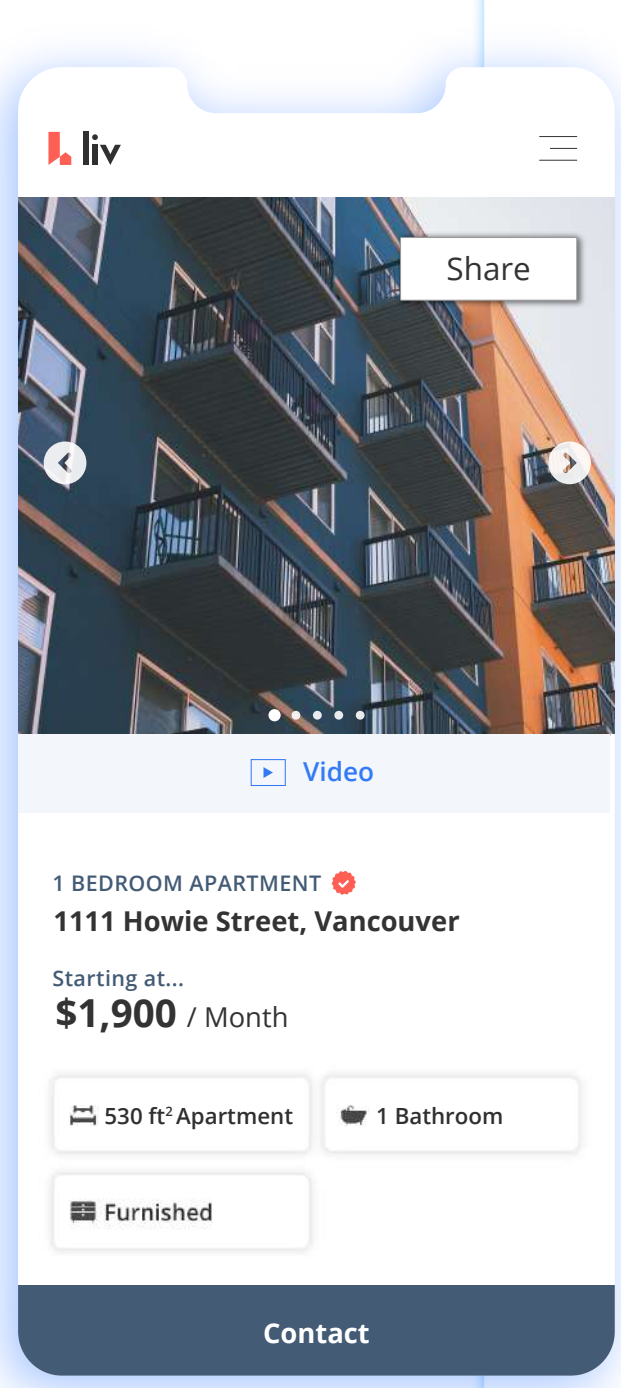 liv
Share
Video
1 BEDROOM APARTMENT
1111 Howie Street, Vancouver
Starting at...
$1,900 / Month
530 ft² Apartment
1 Bathroom
Furnished
Contact